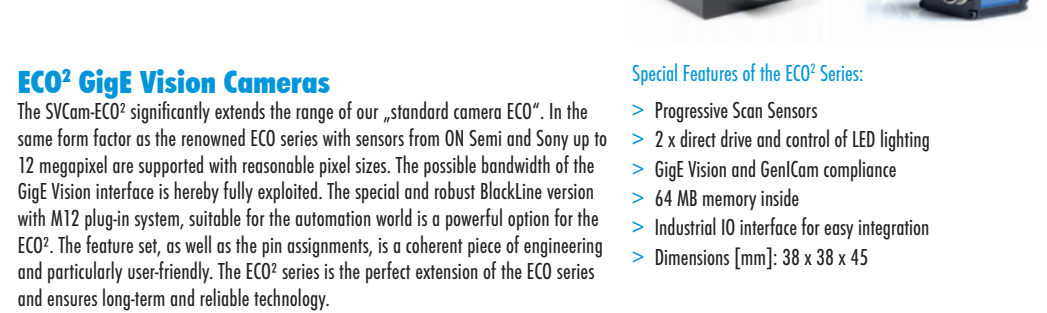 ECO² GigE Vision Cameras
The SVCam-ECO² significantly extends the range of our „standard camera ECO“. In the
same form factor as the renowned ECO series with sensors from ON Semi and Sony up to
12 megapixel are supported with reasonable pixel sizes. The possible bandwidth of the
GigE Vision interface is hereby fully exploited. The special and robust BlackLine version
with M12 plug-in system, suitable for the automation world is a powerful option for the
ECO². The feature set, as well as the pin assignments, is a coherent piece of engineering
and particularly user-friendly. The ECO² series is the perfect extension of the ECO series
and ensures long-term and reliable technology.
Special Features of the ECO² Series:
> Progressive Scan Sensors
> 2 x direct drive and control of LED lighting
> GigE Vision and GenICam compliance
> 64 MB memory inside
> Industrial IO interface for easy integration
> Dimensions [mm]: 38 x 38 x 45